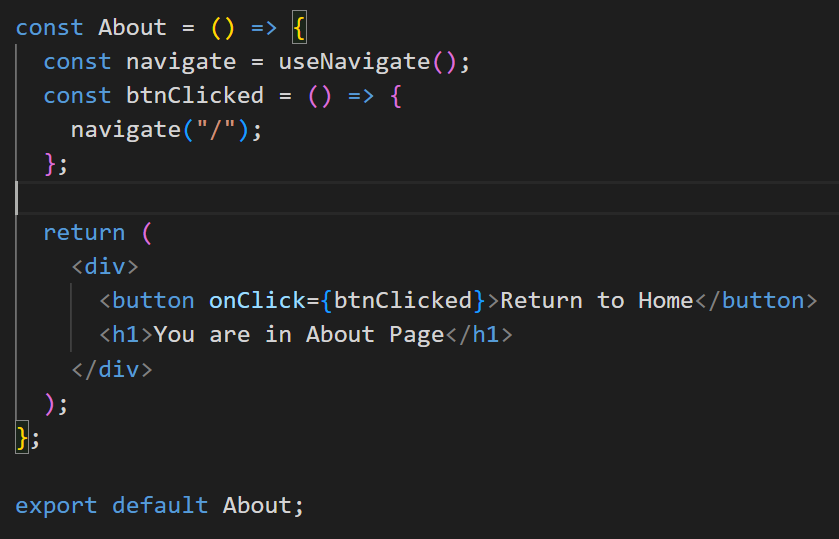 const About = () => {
  const navigate = useNavigate();
  const btnClicked = () => {
    navigate("/");
  };

  return (
    <div>
      <button onClick={btnClicked}>Return to Home</button>
      <h1>You are in About Page</h1>
    </div>
  );
};

export default About;